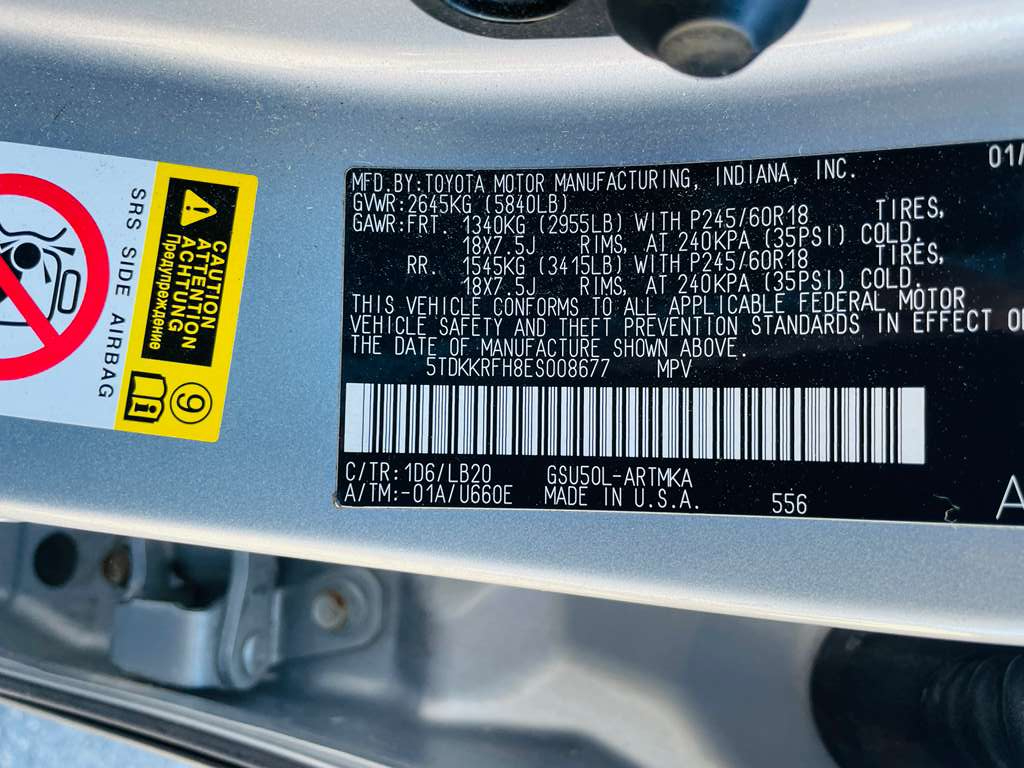 SRS SIDE AIRBAG
CAUTION
ATTENTION
ACHTUNG
Предупреждение
9
01/
MFD.BY:TOYOTA MOTOR MANUFACTURING, INDIANA, INC.
GVWR:2645KG (5840LB)
GAWR:FRT. 1340KG (2955LB) WITH P245/60R18 TIRES,
18X7.5J RIMS, AT 240KPA (35PSI) COLD.
RR. 1545KG (3415LB) WITH P245/60R18 TIRES,
18X7.5J RIMS, AT 240KPA (35PSI) COLD.
THIS VEHICLE CONFORMS TO ALL APPLICABLE FEDERAL MOTOR
VEHICLE SAFETY AND THEFT PREVENTION STANDARDS IN EFFECT O
THE DATE OF MANUFACTURE SHOWN ABOVE.
5TDKKRFH8ES008677 MPV
C/TR:1D6/LB20 GSU50L-ARTMKA
A/TM:-01A/U660E MADE IN U.S.A. 556
A